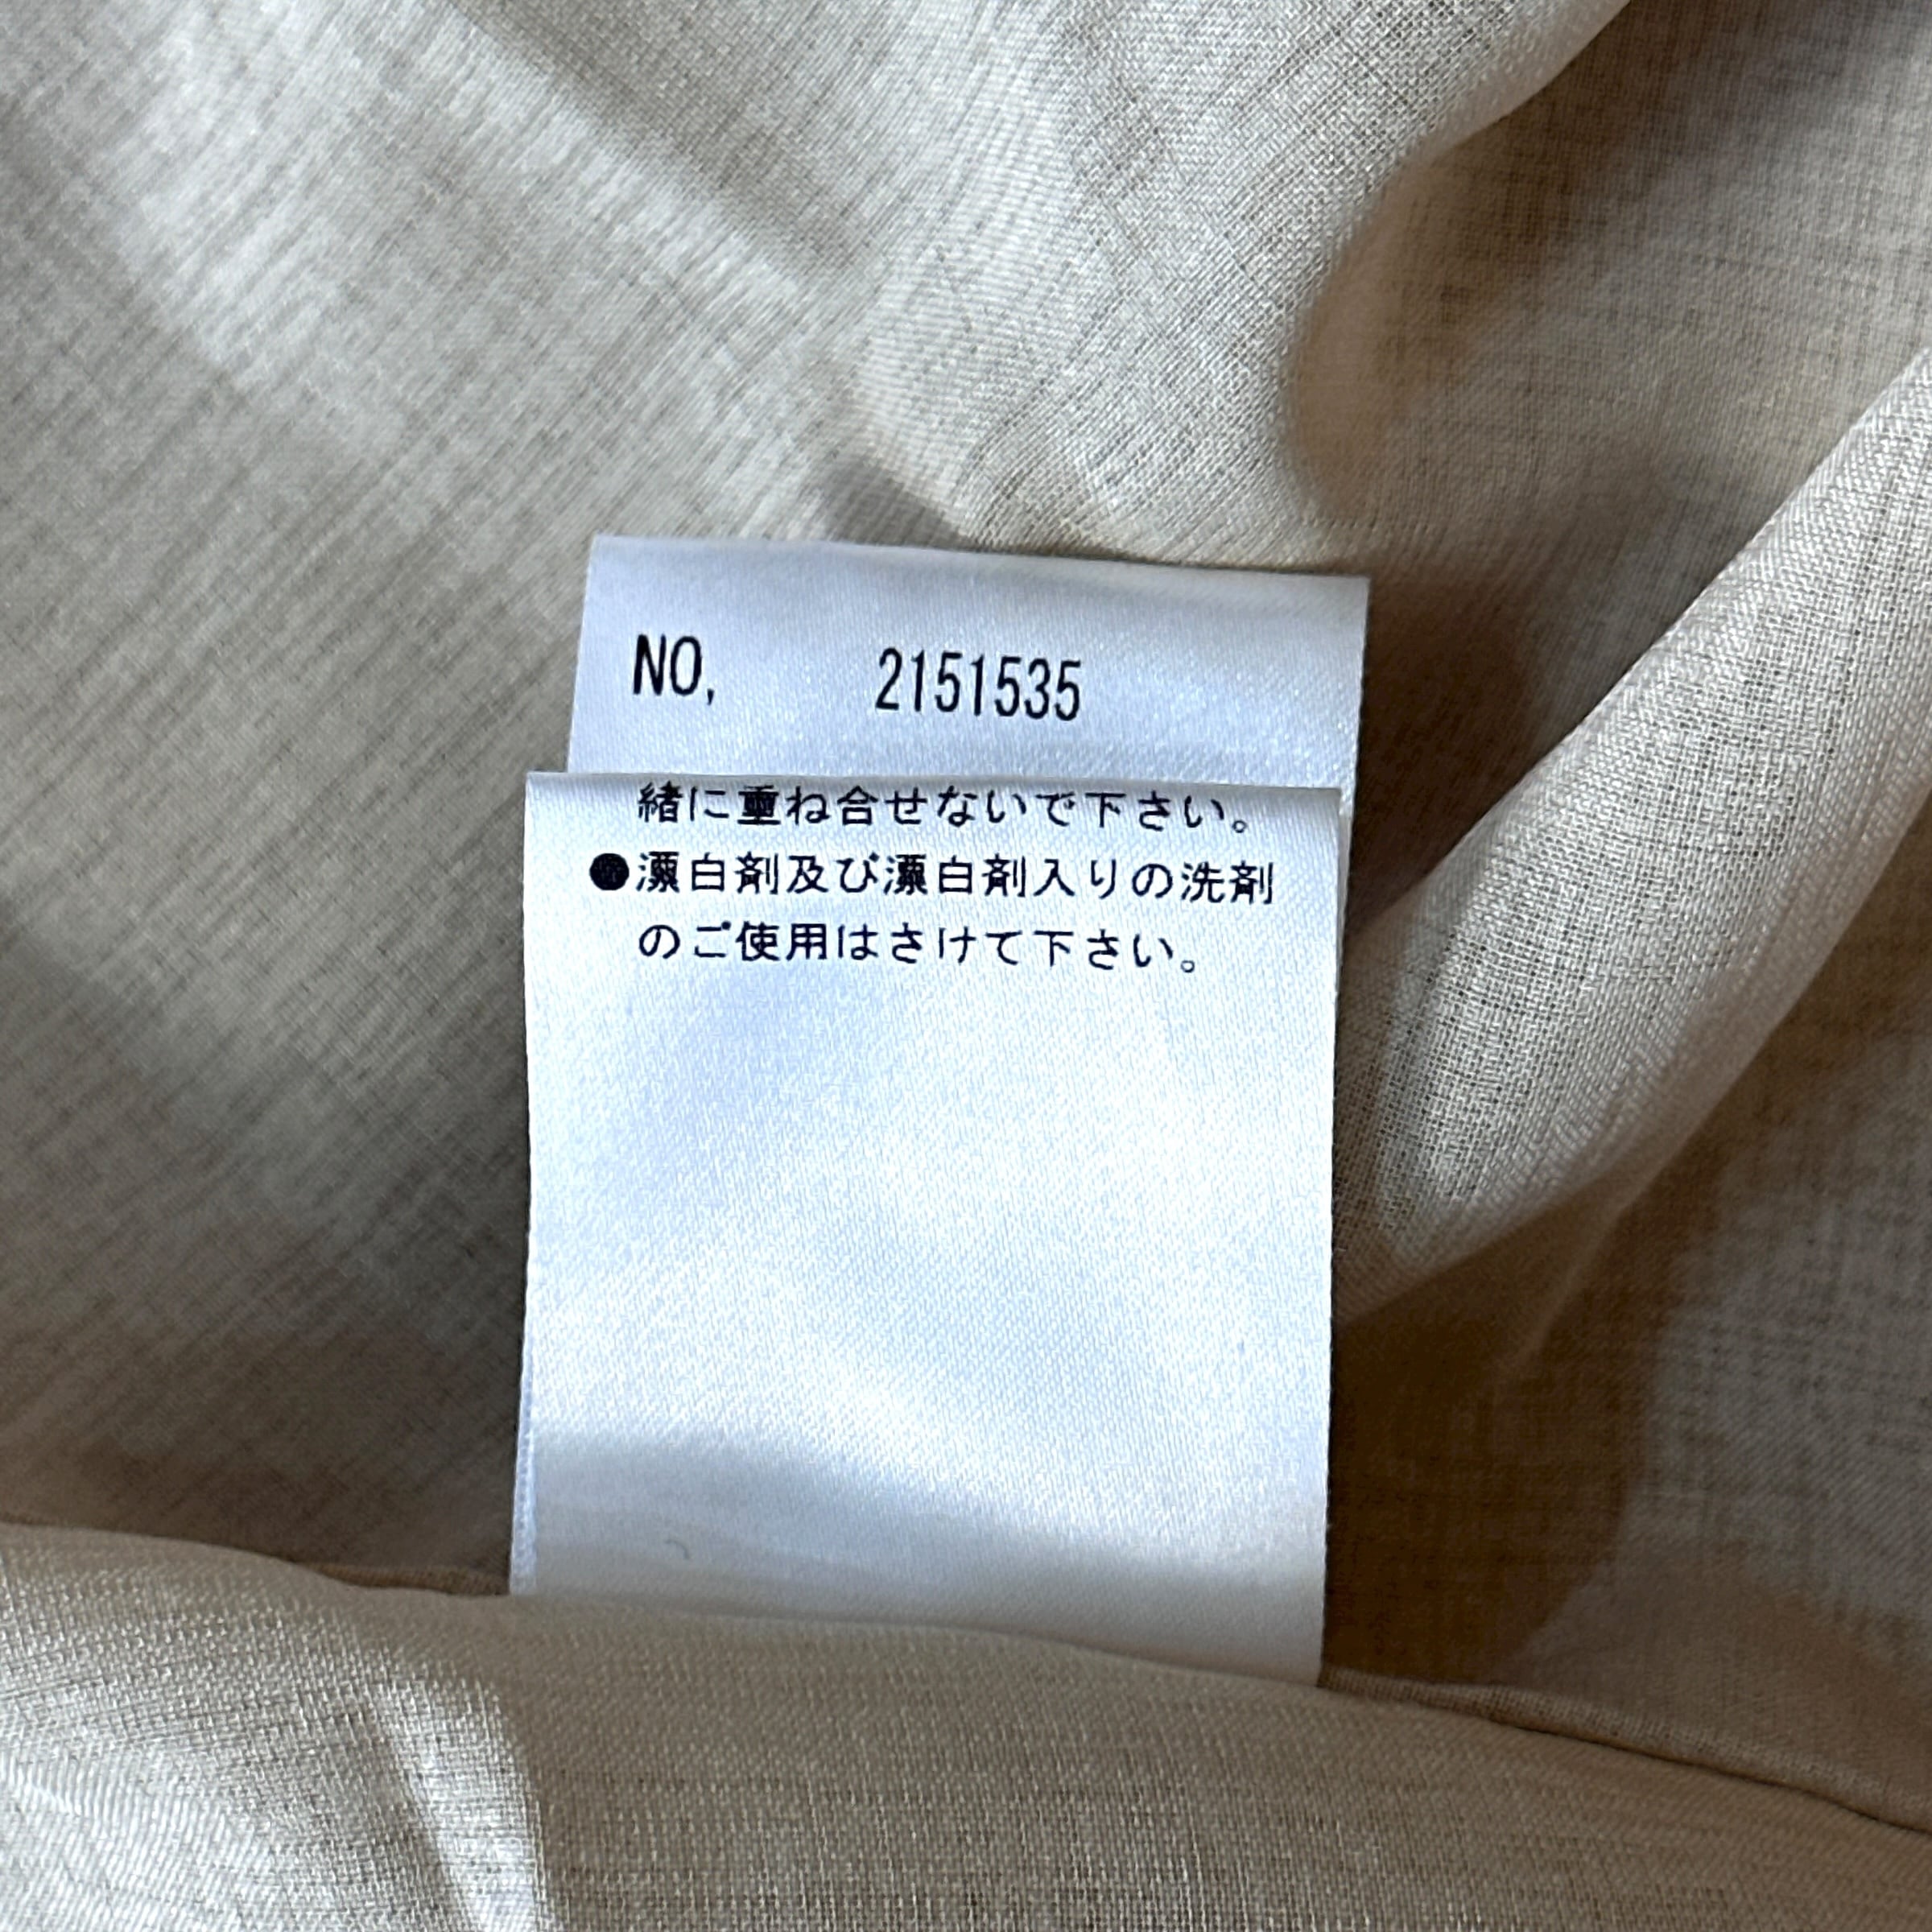 NO, 2151535
緒に重ね合せないで下さい。
●漂白剤及び漂白剤入りの洗剤
のご使用はさけて下さい。